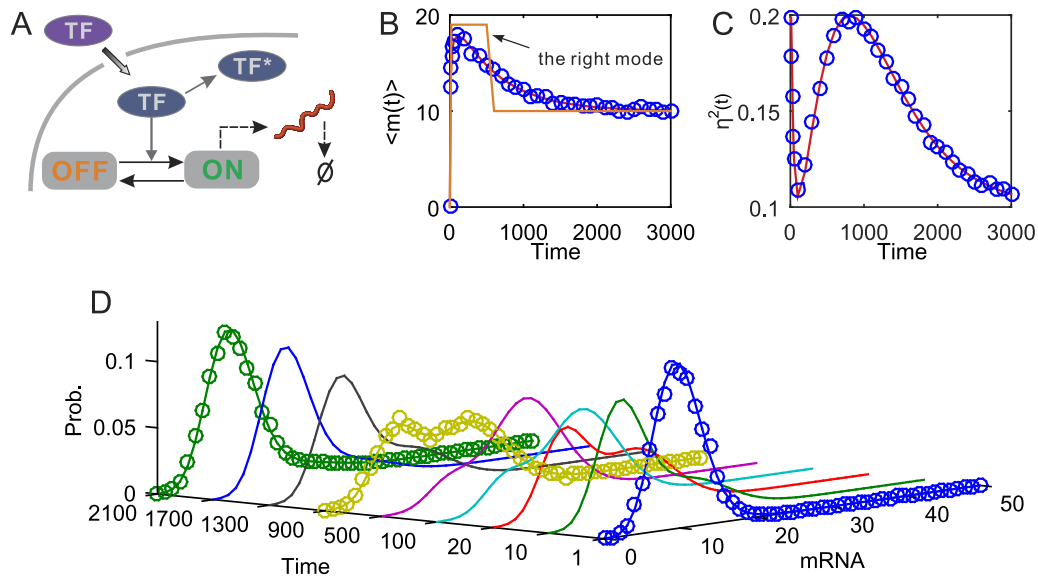 A
TF
TF
TF*
OFF
ON
Ø
B
20
10
0
<m(t)>
the right mode
0
1000
2000
3000
Time
C
0.2
0.15
0.1
η²(t)
0
1000
2000
3000
Time
D
0.1
0.05
0
Prob.
2100
1700
1300
900
500
100
20
10
1
Time
0
10
20
30
40
50
mRNA